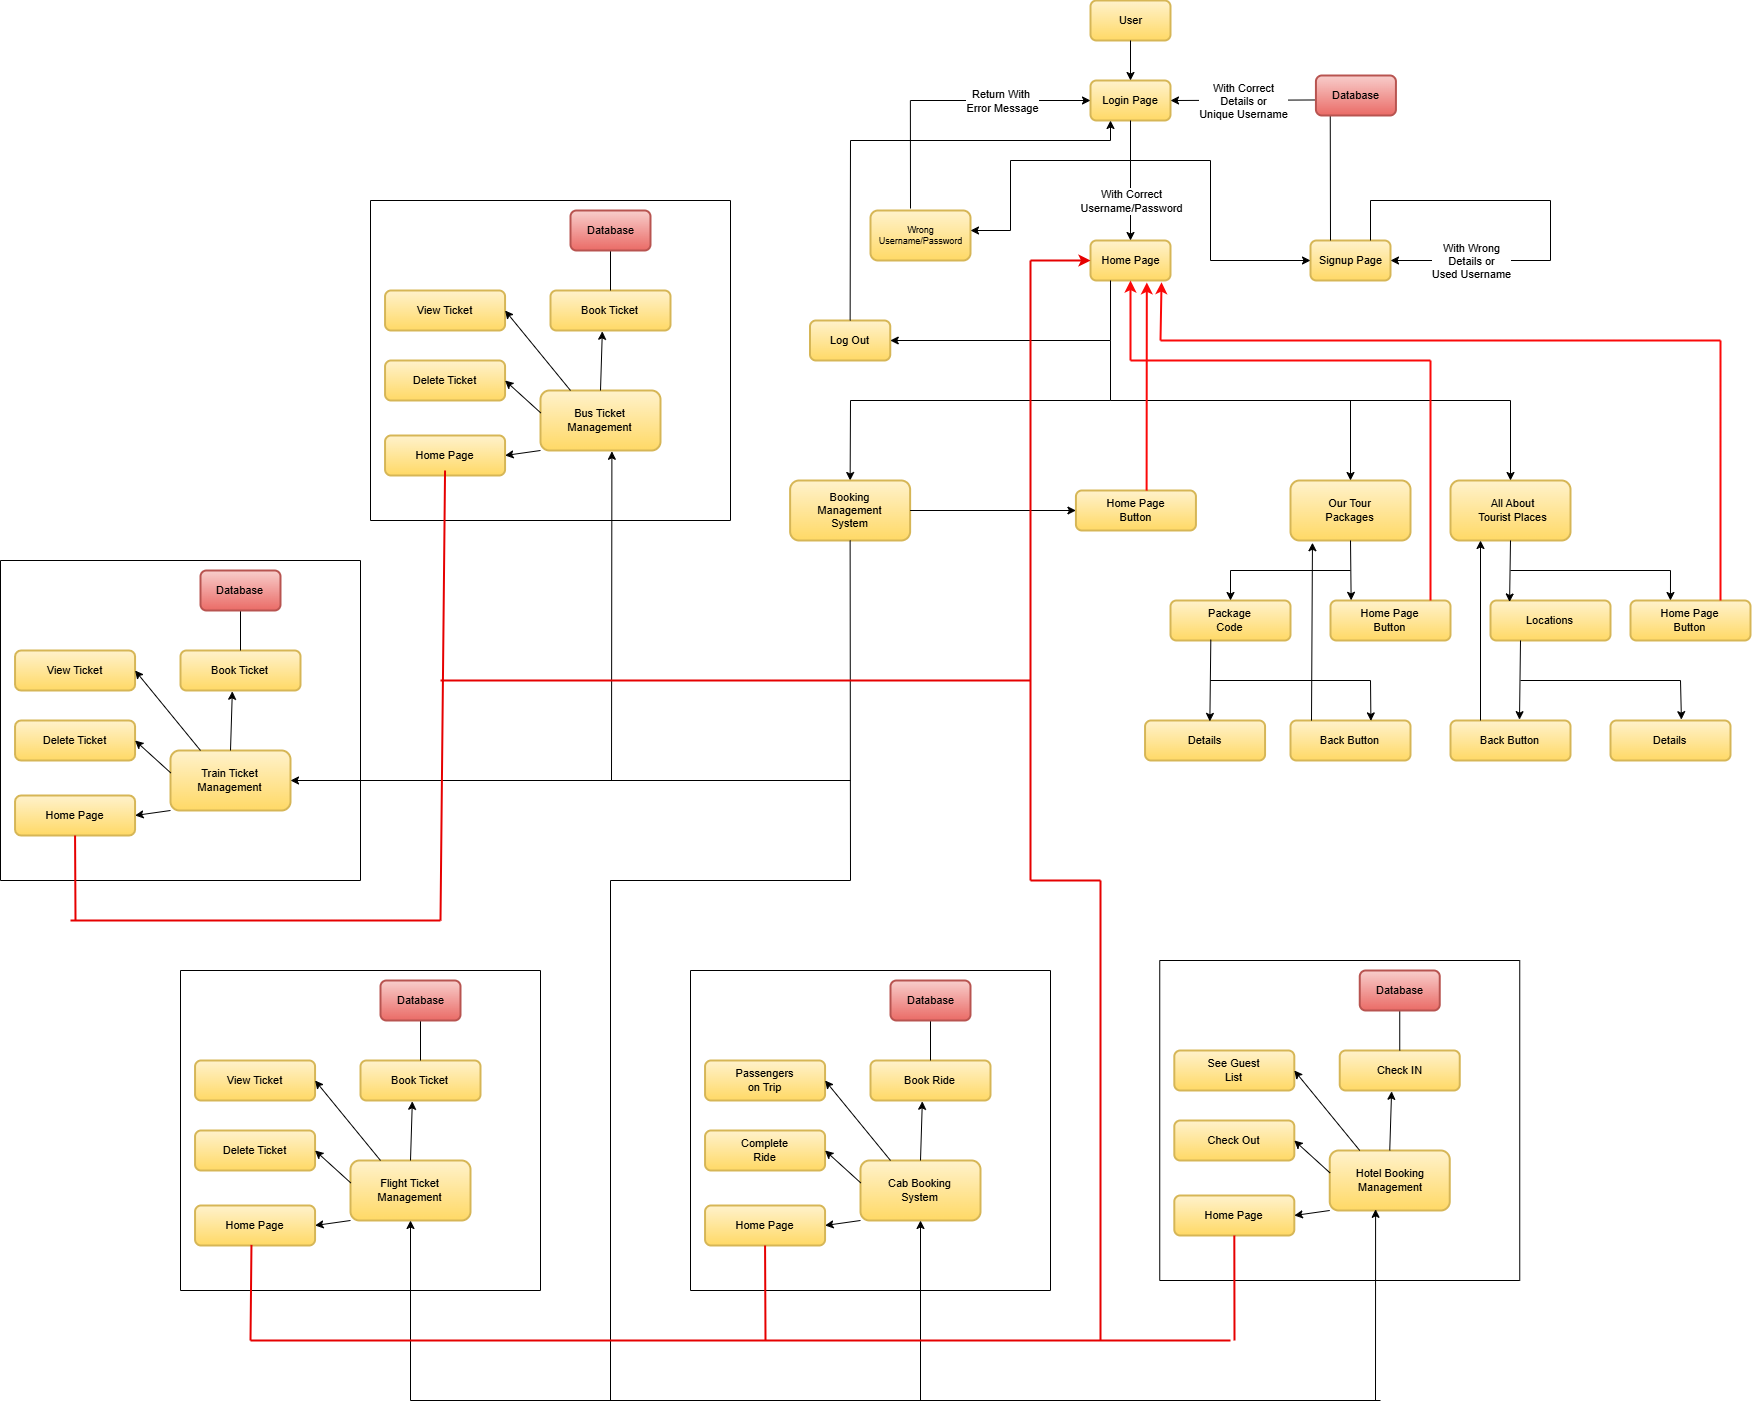 User
Login Page
Return With
Error Message
With Correct
Details or
Unique Username
Database
With Correct
Username/Password
Wrong
Username/Password
Home Page
Signup Page
With Wrong
Details or
Used Username
Log Out
Database
View Ticket
Book Ticket
Delete Ticket
Bus Ticket
Management
Home Page
Booking
Management
System
Home Page
Button
Our Tour
Packages
All About
Tourist Places
Package
Code
Home Page
Button
Locations
Home Page
Button
Details
Back Button
Back Button
Details
Database
View Ticket
Book Ticket
Delete Ticket
Train Ticket
Management
Home Page
Database
View Ticket
Book Ticket
Delete Ticket
Flight Ticket
Management
Home Page
Database
Passengers
on Trip
Book Ride
Complete
Ride
Cab Booking
System
Home Page
Database
See Guest
List
Check IN
Check Out
Hotel Booking
Management
Home Page